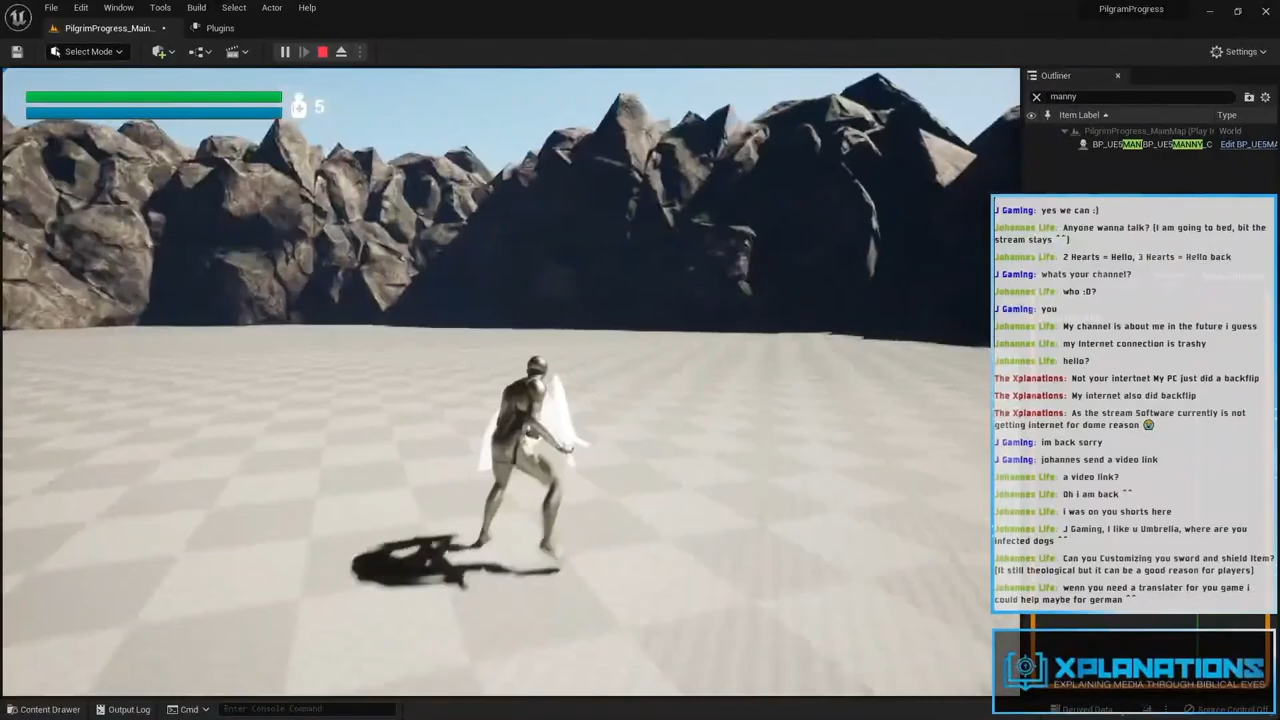 File Edit Window Tools Build Select Actor Help
PilgramProgress
PilgrimProgress_Main...
Plugins
Select Mode
Settings
Outliner
5
manny
Item Label
Type
PilgrimProgress_MainMap (Play In
World
BP_UE5MANBP_UE5MANNY_C
Edit BP_UE5MA
J Gaming: yes we can :)
Johannes Life: Anyone wanna talk? (I am going to bed, bit the
stream stays ^^)
Johannes Life: 2 Hearts = Hello, 3 Hearts = Hello back
J Gaming: whats your channel?
Johannes Life: who :D?
J Gaming: you
Johannes Life: My channel is about me in the future i guess
Johannes Life: my Internet connection is trashy
Johannes Life: hello?
The Xplanations: Not your intertnet My PC just did a backflip
The Xplanations: My internet also did backflip
The Xplanations: As the stream Software currently is not
getting internet for dome reason 😭
J Gaming: im back sorry
J Gaming: johannes send a video link
Johannes Life: a video link?
Johannes Life: Oh i am back ^^
Johannes Life: i was on you shorts here
Johannes Life: J Gaming, I like u Umbrella, where are you
infected dogs ^^
Johannes Life: Can you Customizing you sword and shield Item?
(It still theological but it can be a good reason for players)
Johannes Life: wenn you need a translater for you game i
could help maybe for german ^^
XPLANATIONS
EXPLAINING MEDIA THROUGH BIBLICAL EYES
Content Drawer
Output Log
Cmd
Enter Console Command
Derived Data
Source Control Off